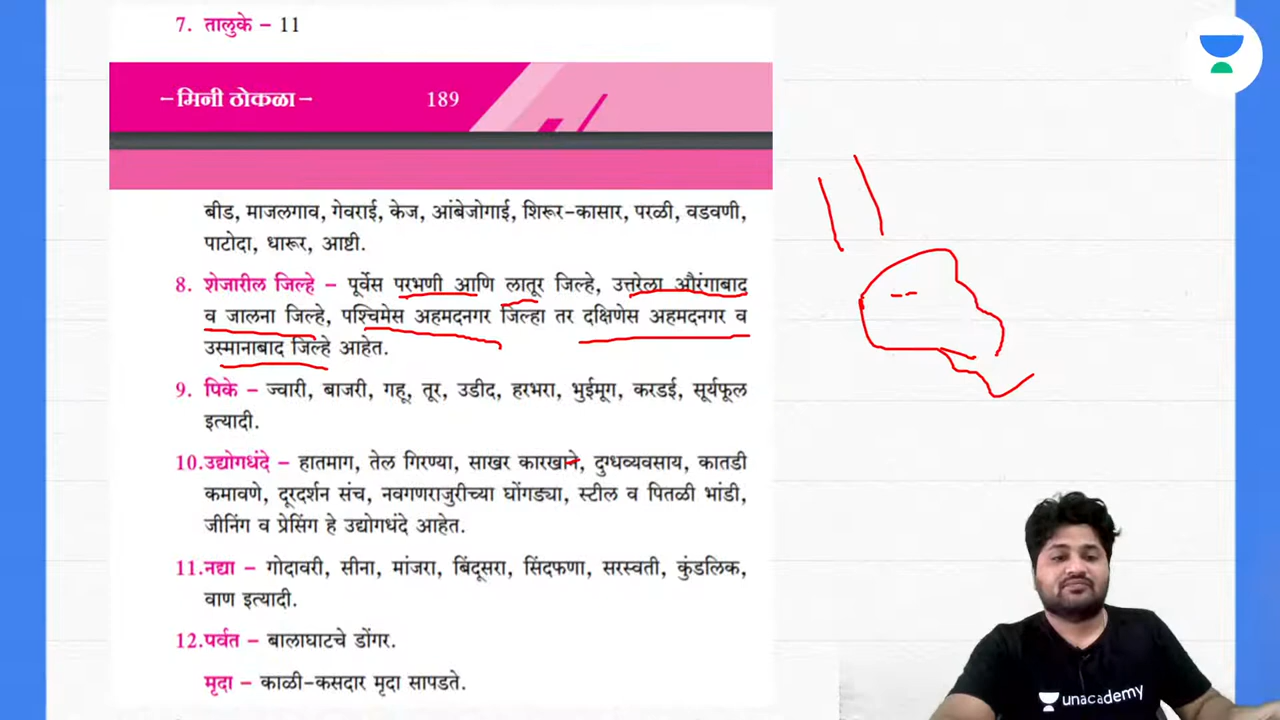 7. तालुके – 11
–मिनी ठोकळा– 189
बीड, माजलगाव, गेवराई, केज, आंबेजोगाई, शिरूर-कासार, परळी, वडवणी,
पाटोदा, धारूर, आष्टी.
8. शेजारील जिल्हे – पूर्वेस परभणी आणि लातूर जिल्हे, उत्तरेला औरंगाबाद
व जालना जिल्हे, पश्चिमेस अहमदनगर जिल्हा तर दक्षिणेस अहमदनगर व
उस्मानाबाद जिल्हे आहेत.
9. पिके – ज्वारी, बाजरी, गहू, तूर, उडीद, हरभरा, भुईमूग, करडई, सूर्यफूल
इत्यादी.
10.उद्योगधंदे – हातमाग, तेल गिरण्या, साखर कारखाने, दुग्धव्यवसाय, कातडी
कमावणे, दूरदर्शन संच, नवगणराजुरीच्या घोंगड्या, स्टील व पितळी भांडी,
जीनिंग व प्रेसिंग हे उद्योगधंदे आहेत.
11.नद्या – गोदावरी, सीना, मांजरा, बिंदूसरा, सिंदफणा, सरस्वती, कुंडलिक,
वाण इत्यादी.
12.पर्वत – बालाघाटचे डोंगर.
मृदा – काळी-कसदार मृदा सापडते.
unacademy